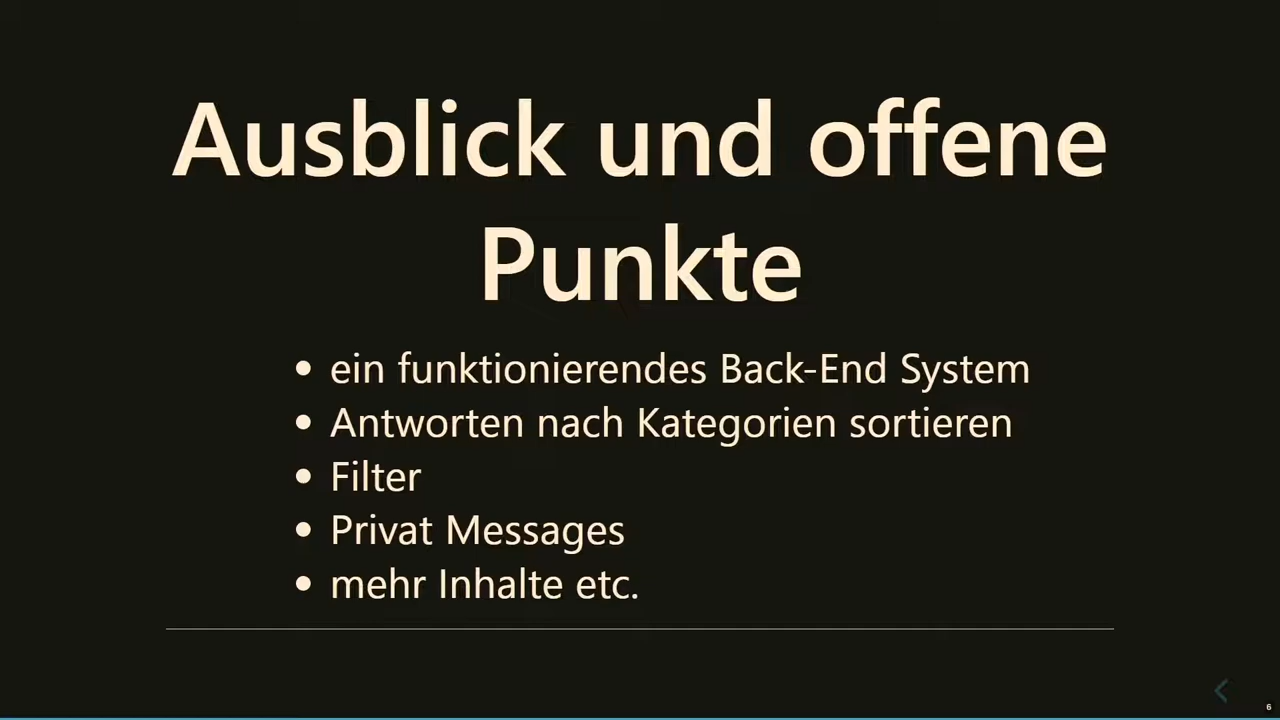 Ausblick und offene
Punkte
• ein funktionierendes Back-End System
• Antworten nach Kategorien sortieren
• Filter
• Privat Messages
• mehr Inhalte etc.
6